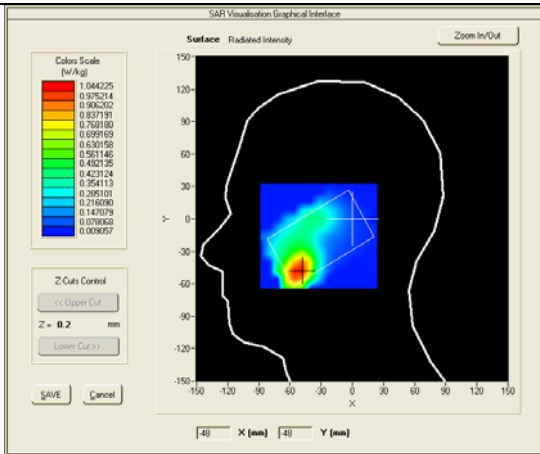 SAR Visualisation Graphical Interface
Surface Radiated Intensity
Zoom In/Out
Colors Scale
(W/kg)
1.044225
0.975214
0.906202
0.837191
0.768180
0.699169
0.630158
0.561146
0.492135
0.423124
0.354113
0.285101
0.216090
0.147079
0.078068
0.009057
Z-Cuts Control
<< Upper Cut
Z = 0.2 mm
Lower Cut >>
SAVE Cancel
150
120
90
60
30
0
-30
-60
-90
-120
-150
Y
-150 -120 -90 -60 -30 0 30 60 90 120 150
X
-48 X (mm) -48 Y (mm)